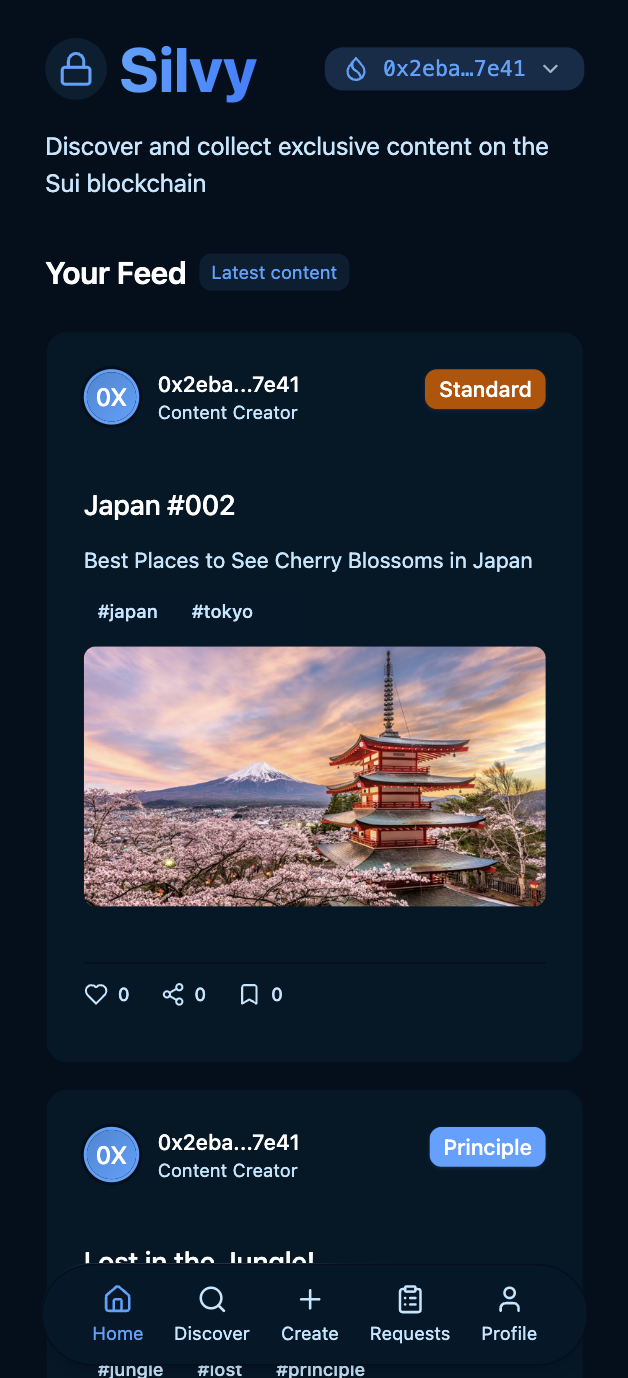 Silvy
0x2eba…7e41
Discover and collect exclusive content on the
Sui blockchain
Your Feed
Latest content
0X
0x2eba...7e41
Standard
Content Creator
Japan #002
Best Places to See Cherry Blossoms in Japan
#japan #tokyo
0 0 0
0X
0x2eba...7e41
Principle
Content Creator
Lost in the Jungle!
Home Discover Create Requests Profile
#jungle #lost #principle